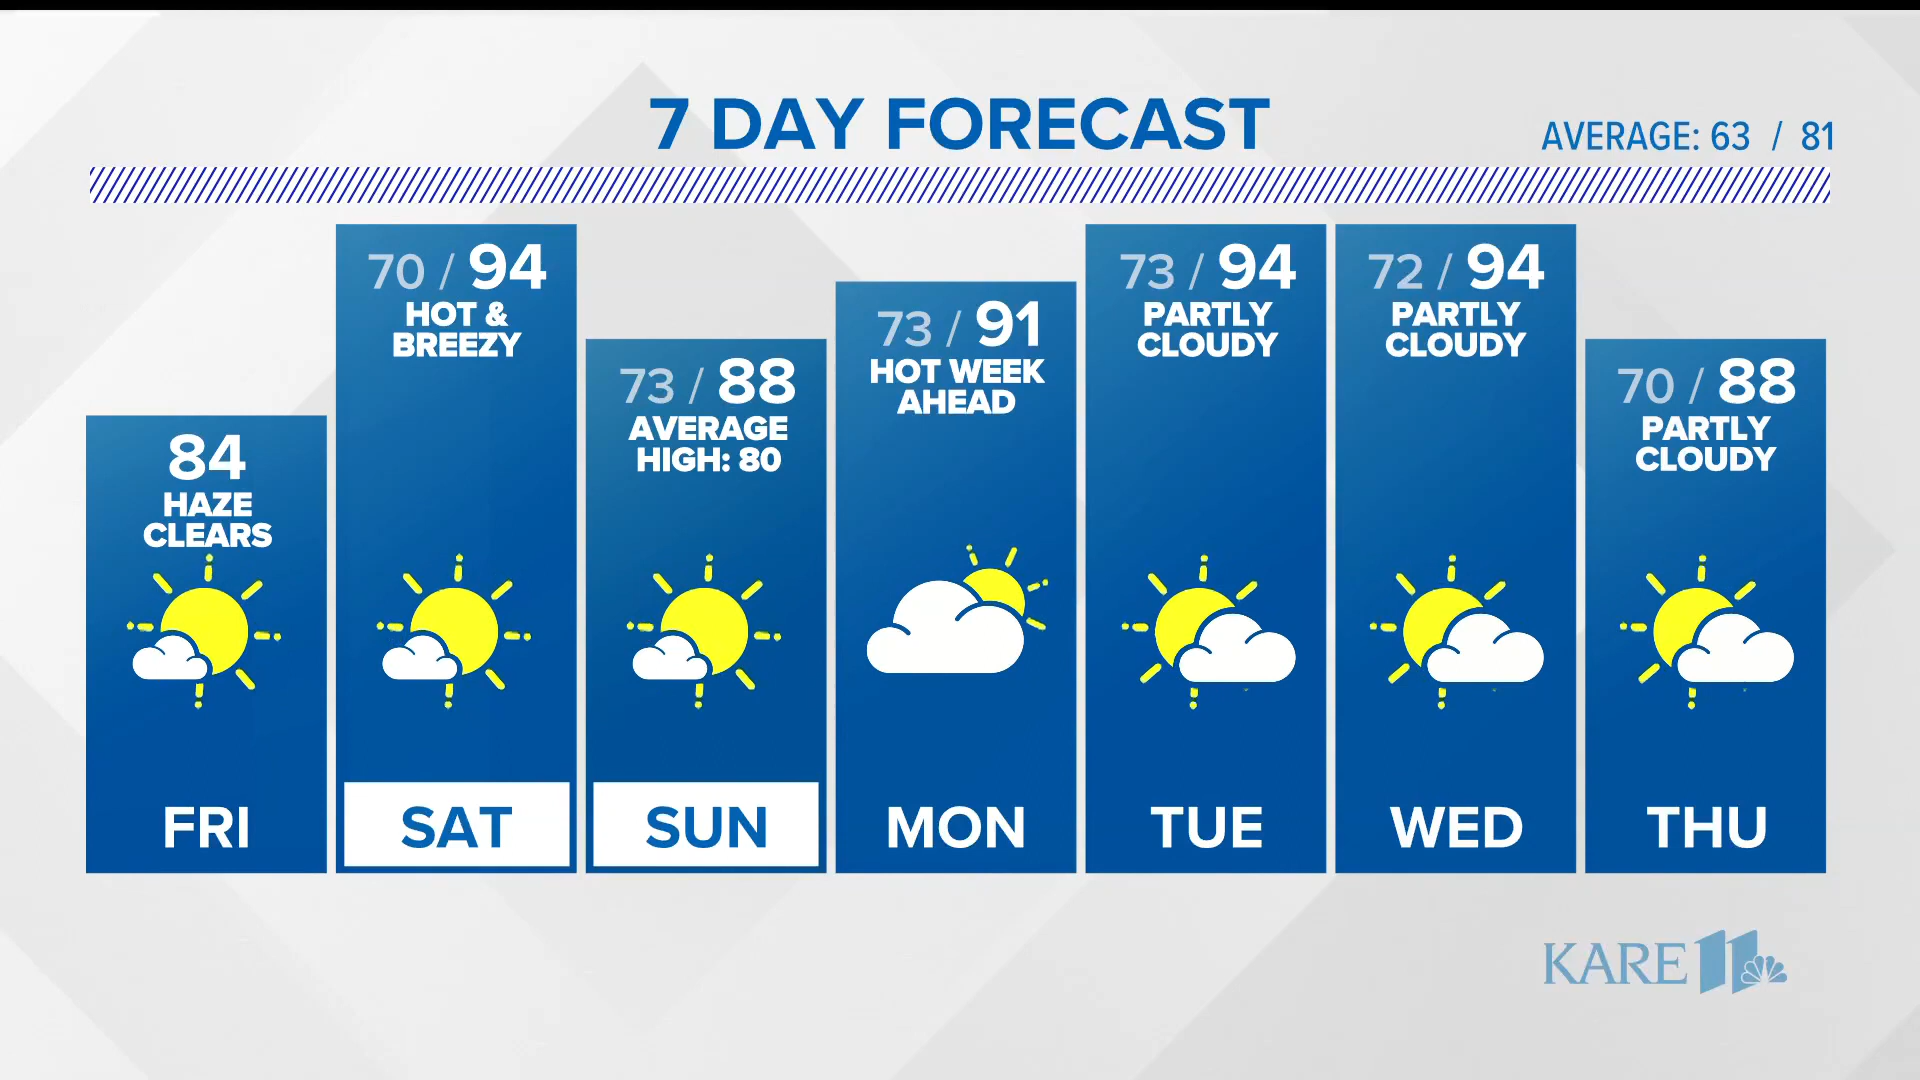 7 DAY FORECAST
AVERAGE: 63 / 81
84
HAZE
CLEARS
FRI
70 / 94
HOT &
BREEZY
SAT
73 / 88
AVERAGE
HIGH: 80
SUN
73 / 91
HOT WEEK
AHEAD
MON
73 / 94
PARTLY
CLOUDY
TUE
72 / 94
PARTLY
CLOUDY
WED
70 / 88
PARTLY
CLOUDY
THU
KARE 11